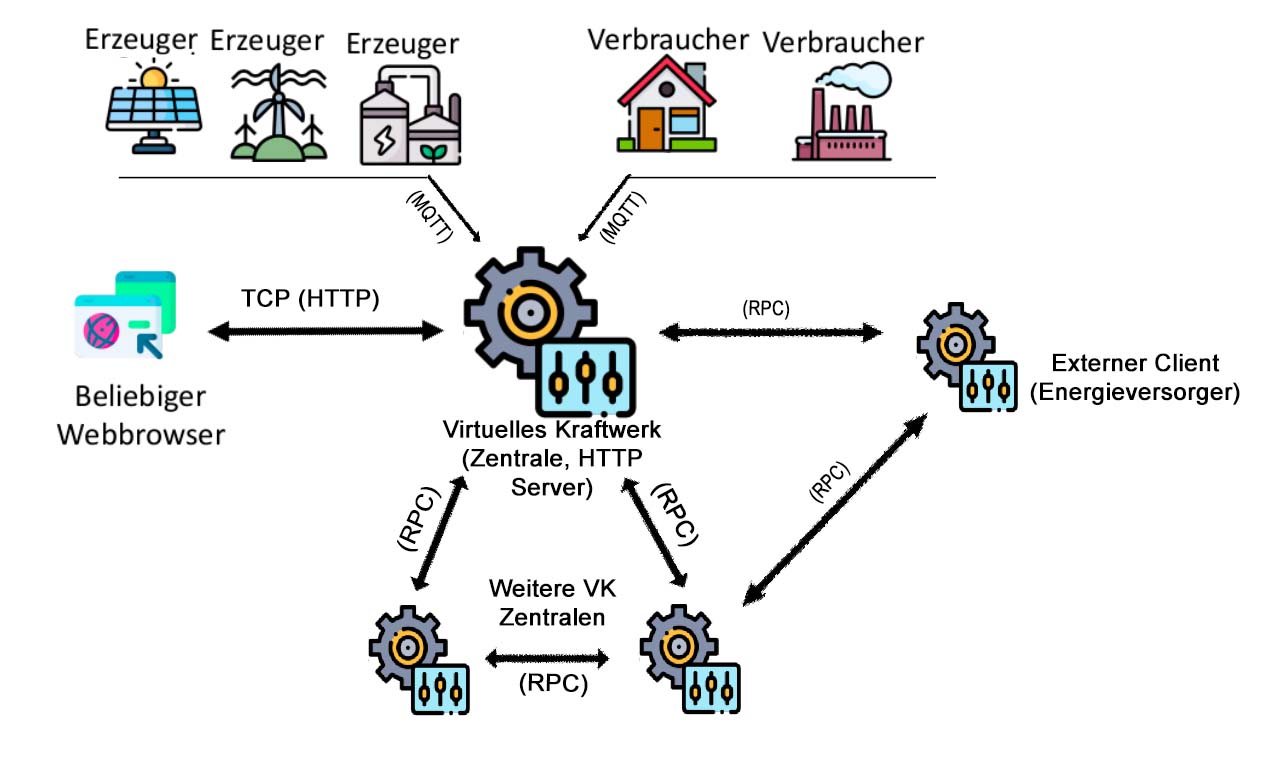 Erzeuger Erzeuger Erzeuger
Verbraucher Verbraucher
(MQTT)
(MQTT)
TCP (HTTP)
(RPC)
Beliebiger
Webbrowser
Externer Client
(Energieversorger)
Virtuelles Kraftwerk
(Zentrale, HTTP
Server)
(RPC)
(RPC)
(RPC)
Weitere VK
Zentralen
(RPC)